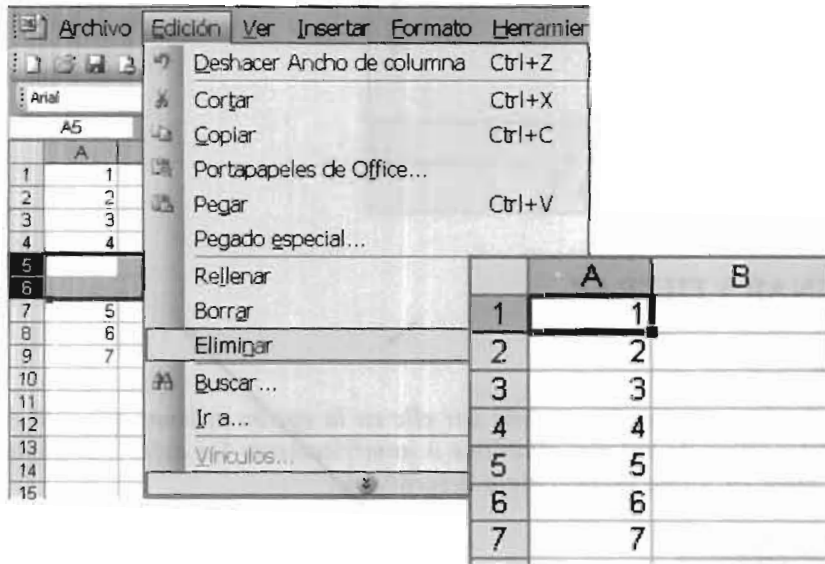 Archivo Edición Ver Insertar Formato Herramien
Arial
A5
Deshacer Ancho de columna Ctrl+Z
Cortar Ctrl+X
Copiar Ctrl+C
Portapapeles de Office...
Pegar Ctrl+V
Pegado especial...
Rellenar
Borrar
Eliminar
Buscar...
Ir a...
Vínculos...
A
1 1
2 2
3 3
4 4
5
6
7 5
8 6
9 7
10
11
12
13
14
15
A B
1 1
2 2
3 3
4 4
5 5
6 6
7 7